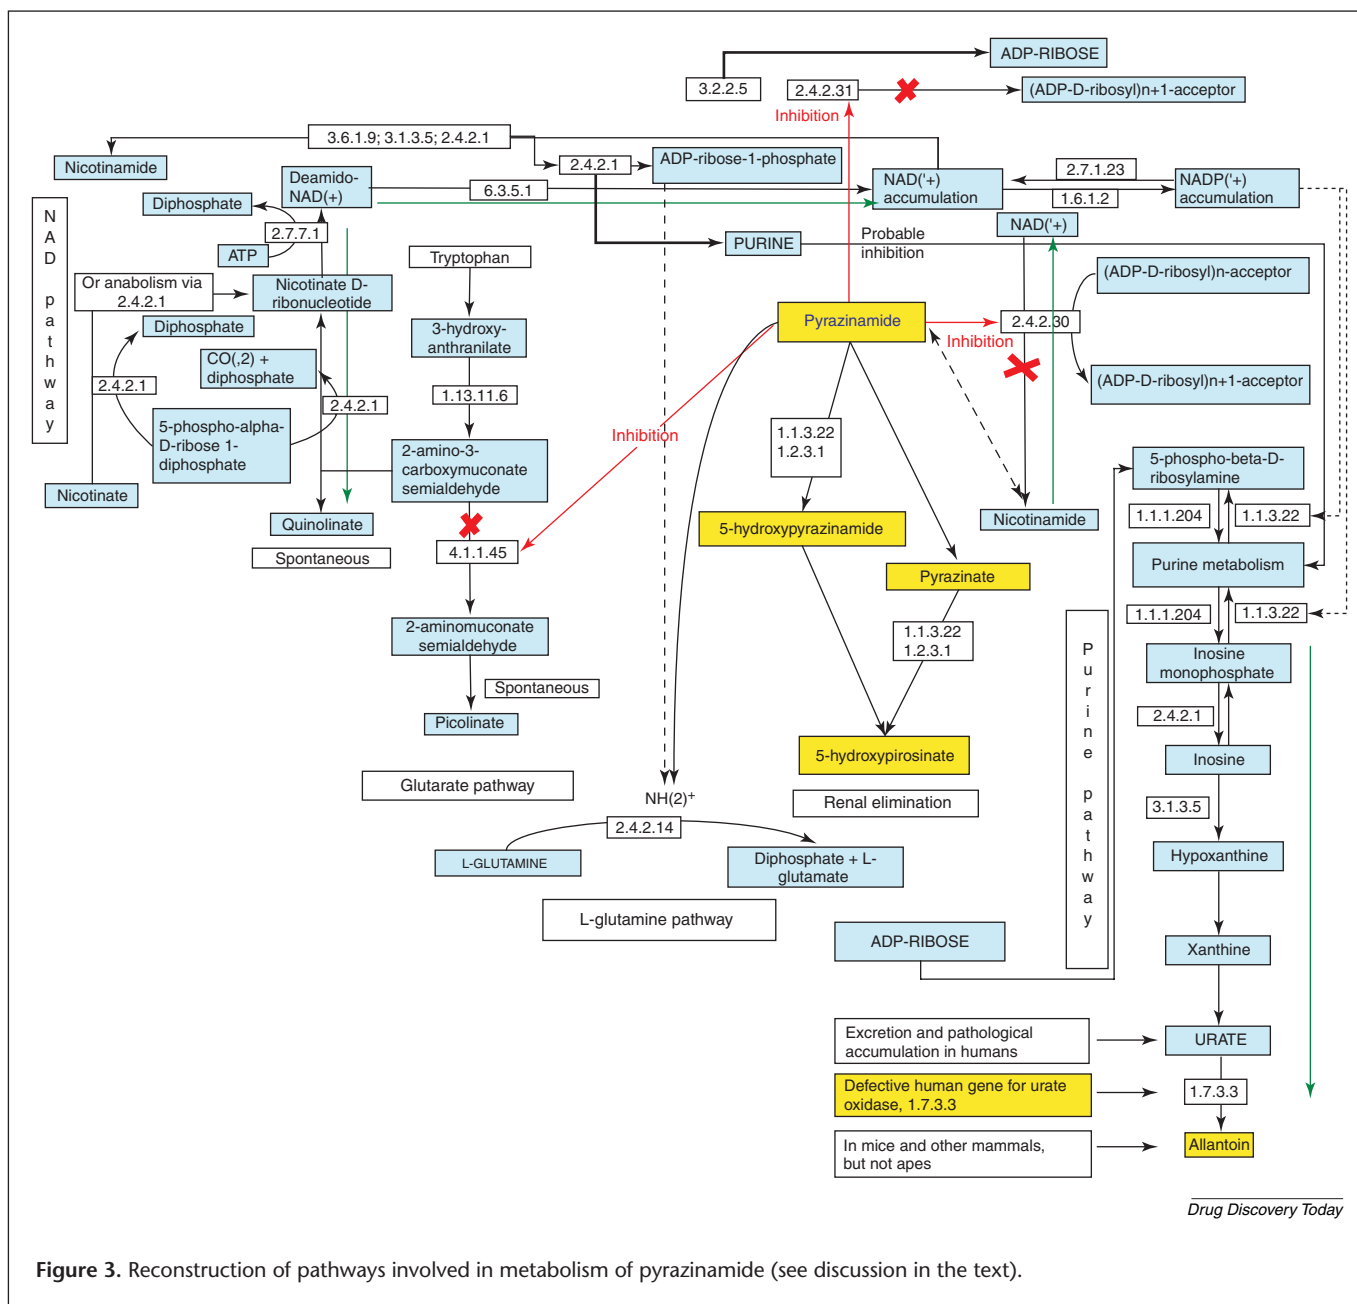 ADP-RIBOSE
3.2.2.5
2.4.2.31
(ADP-D-ribosyl)n+1-acceptor
Inhibition
3.6.1.9; 3.1.3.5; 2.4.2.1
Nicotinamide
2.4.2.1
ADP-ribose-1-phosphate
Deamido-
NAD(+)
6.3.5.1
NAD('+)
accumulation
2.7.1.23
1.6.1.2
NADP('+)
accumulation
Diphosphate
2.7.7.1
ATP
NAD('+)
PURINE
Probable
inhibition
NAD pathway
Tryptophan
Or anabolism via
2.4.2.1
Nicotinate D-
ribonucleotide
(ADP-D-ribosyl)n-acceptor
Diphosphate
3-hydroxy-
anthranilate
Pyrazinamide
2.4.2.30
Inhibition
CO(,2) +
diphosphate
2.4.2.1
2.4.2.1
1.13.11.6
(ADP-D-ribosyl)n+1-acceptor
5-phospho-alpha-
D-ribose 1-
diphosphate
Inhibition
1.1.3.22
1.2.3.1
2-amino-3-
carboxymuconate
semialdehyde
5-phospho-beta-D-
ribosylamine
Nicotinate
Quinolinate
5-hydroxypyrazinamide
Nicotinamide
1.1.1.204
1.1.3.22
Spontaneous
4.1.1.45
Pyrazinate
Purine metabolism
2-aminomuconate
semialdehyde
1.1.3.22
1.2.3.1
1.1.1.204
1.1.3.22
Purine pathway
Inosine
monophosphate
Spontaneous
Picolinate
2.4.2.1
5-hydroxypirosinate
Inosine
Glutarate pathway
NH(2)+
Renal elimination
3.1.3.5
2.4.2.14
L-GLUTAMINE
Diphosphate + L-
glutamate
Hypoxanthine
L-glutamine pathway
ADP-RIBOSE
Xanthine
Excretion and pathological
accumulation in humans
URATE
Defective human gene for urate
oxidase, 1.7.3.3
1.7.3.3
In mice and other mammals,
but not apes
Allantoin
Drug Discovery Today
Figure 3. Reconstruction of pathways involved in metabolism of pyrazinamide (see discussion in the text).